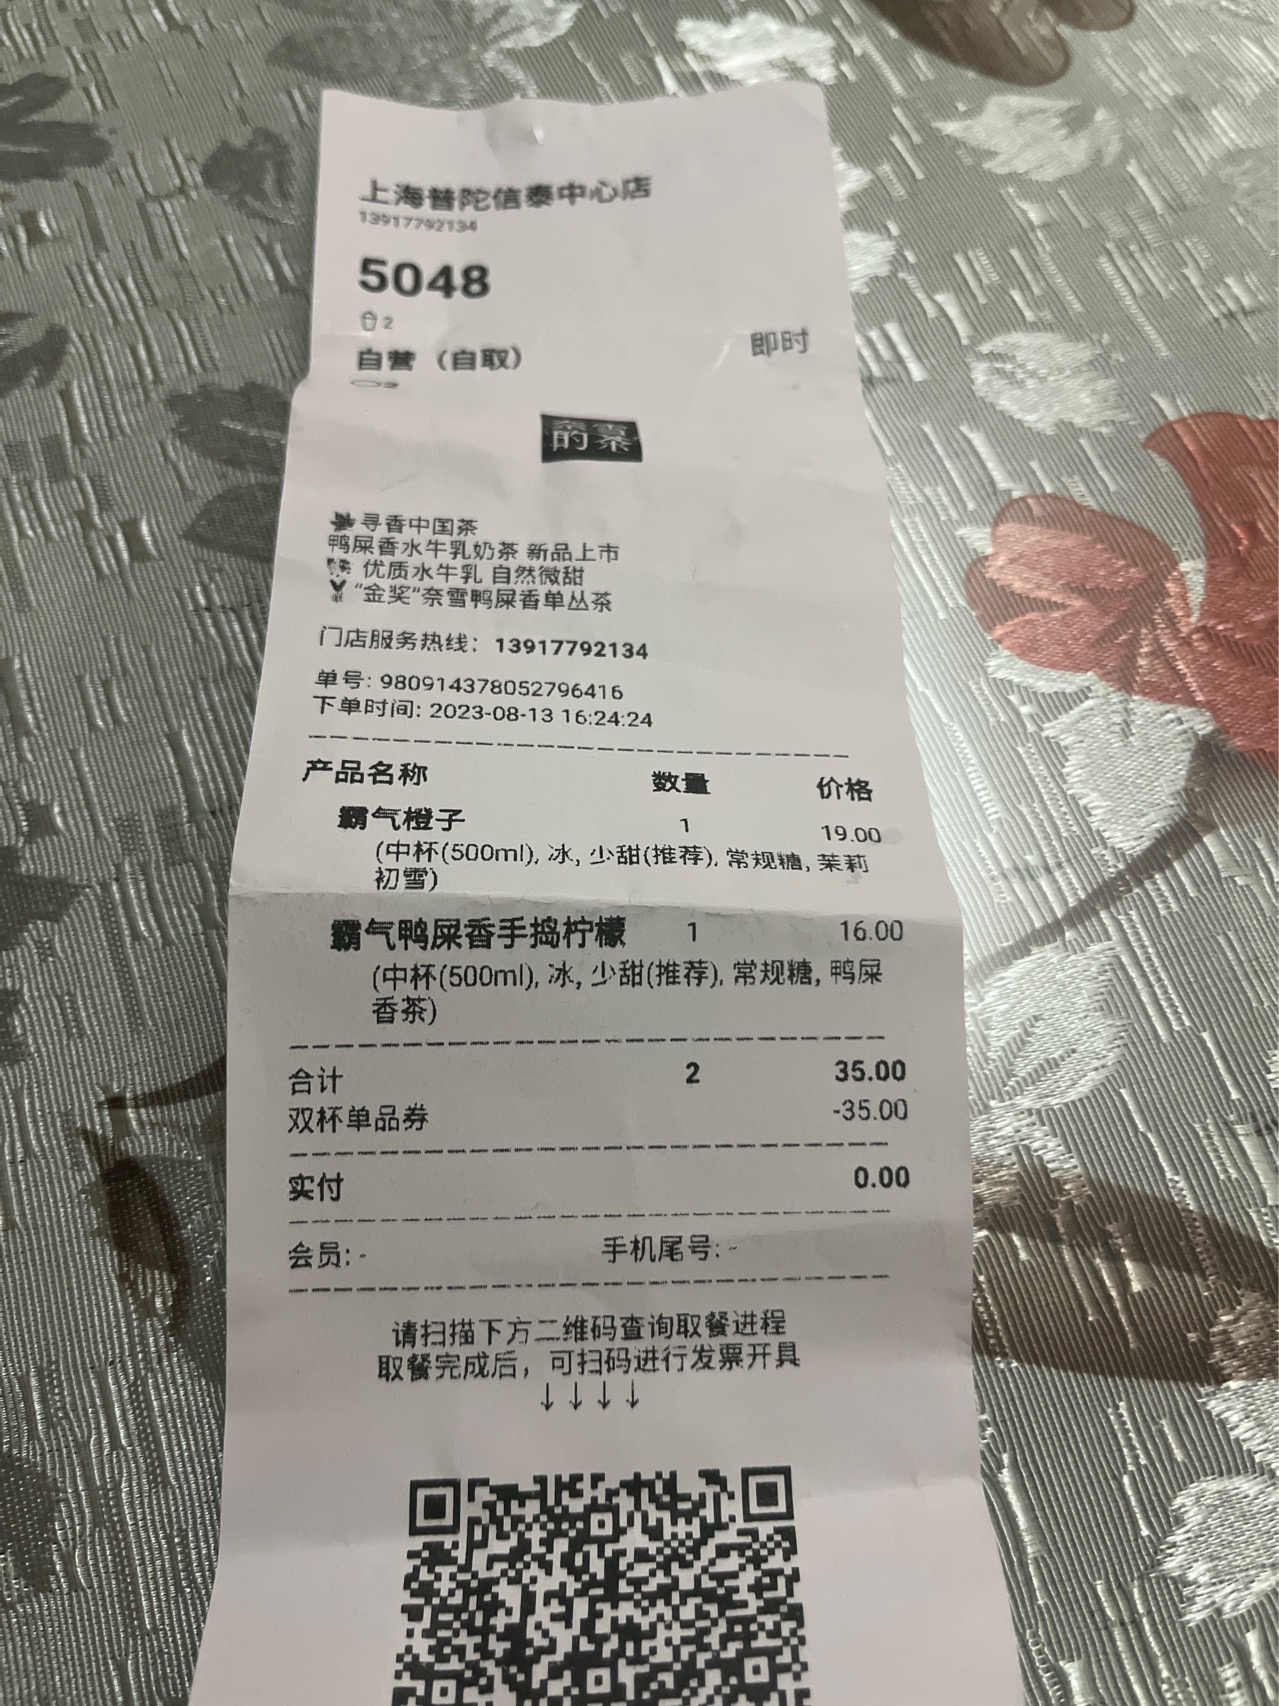 上海普陀信泰中心店
13917792134
5048
2
自营 （自取）
即时
奈雪
的茶
寻香中国茶
鸭屎香水牛乳奶茶 新品上市
优质水牛乳 自然微甜
“金奖”奈雪鸭屎香单丛茶
门店服务热线：13917792134
单号: 980914378052796416
下单时间: 2023-08-13 16:24:24
产品名称 数量 价格
霸气橙子 1 19.00
(中杯(500ml), 冰, 少甜(推荐), 常规糖, 茉莉
初雪)
霸气鸭屎香手捣柠檬 1 16.00
(中杯(500ml), 冰, 少甜(推荐), 常规糖, 鸭屎
香茶)
合计 2 35.00
双杯单品券 -35.00
实付 0.00
会员: - 手机尾号: -
请扫描下方二维码查询取餐进程
取餐完成后，可扫码进行发票开具
↓↓↓↓